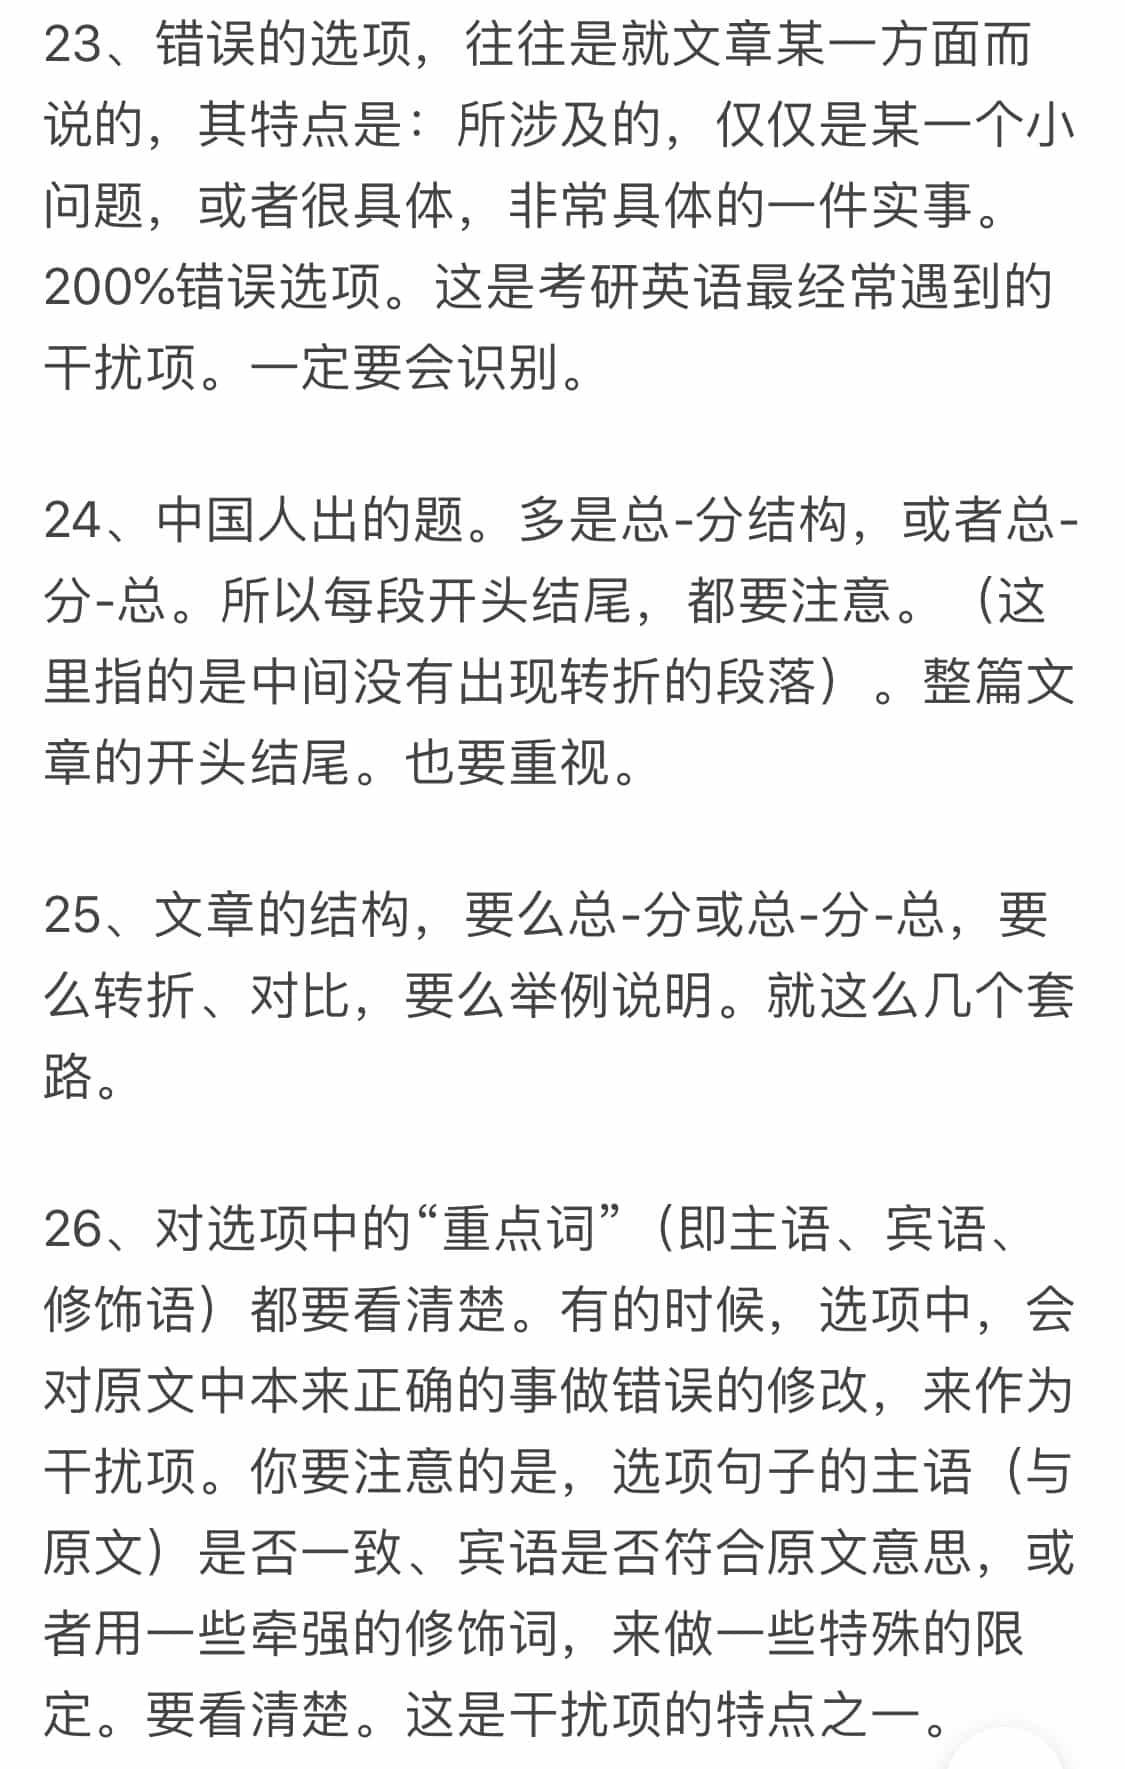 23、错误的选项，往往是就文章某一方面而
说的，其特点是：所涉及的，仅仅是某一个小
问题，或者很具体，非常具体的一件实事。
200%错误选项。这是考研英语最经常遇到的
干扰项。一定要会识别。
24、中国人出的题。多是总-分结构，或者总-
分-总。所以每段开头结尾，都要注意。（这
里指的是中间没有出现转折的段落）。整篇文
章的开头结尾。也要重视。
25、文章的结构，要么总-分或总-分-总，要
么转折、对比，要么举例说明。就这么几个套
路。
26、对选项中的“重点词”（即主语、宾语、
修饰语）都要看清楚。有的时候，选项中，会
对原文中本来正确的事做错误的修改，来作为
干扰项。你要注意的是，选项句子的主语（与
原文）是否一致、宾语是否符合原文意思，或
者用一些牵强的修饰词，来做一些特殊的限
定。要看清楚。这是干扰项的特点之一。